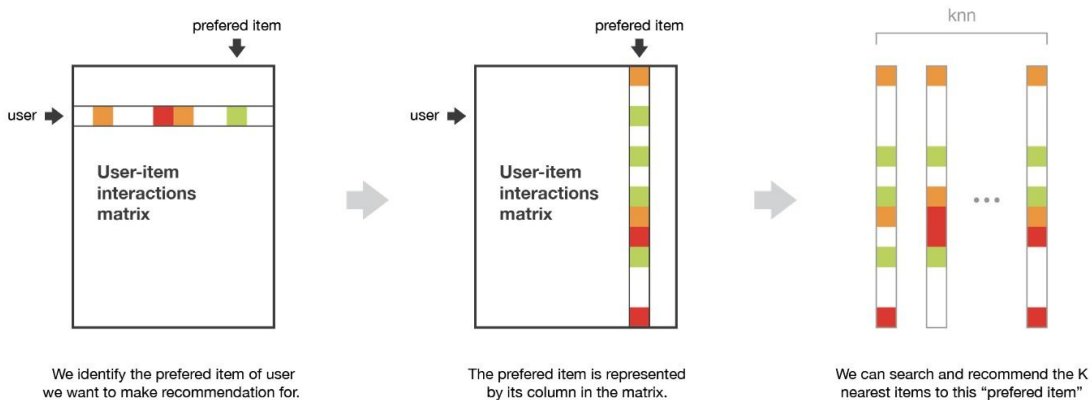 prefered item
user
User-item
interactions
matrix
We identify the prefered item of user
we want to make recommendation for.
prefered item
user
User-item
interactions
matrix
The prefered item is represented
by its column in the matrix.
knn
We can search and recommend the K
nearest items to this “prefered item”